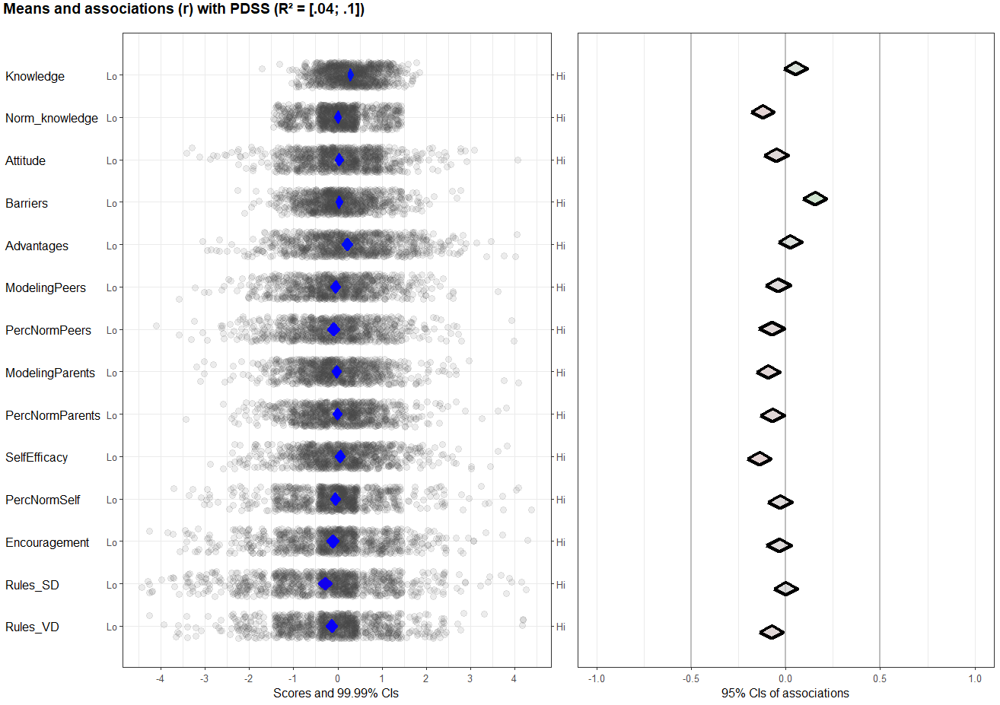 Means and associations (r) with PDSS (R² = [.04; .1])
Knowledge Lo Hi
Norm_knowledge Lo Hi
Attitude Lo Hi
Barriers Lo Hi
Advantages Lo Hi
ModelingPeers Lo Hi
PercNormPeers Lo Hi
ModelingParents Lo Hi
PercNormParents Lo Hi
SelfEfficacy Lo Hi
PercNormSelf Lo Hi
Encouragement Lo Hi
Rules_SD Lo Hi
Rules_VD Lo Hi
-4 -3 -2 -1 0 1 2 3 4
Scores and 99.99% CIs
-1.0 -0.5 0.0 0.5 1.0
95% CIs of associations